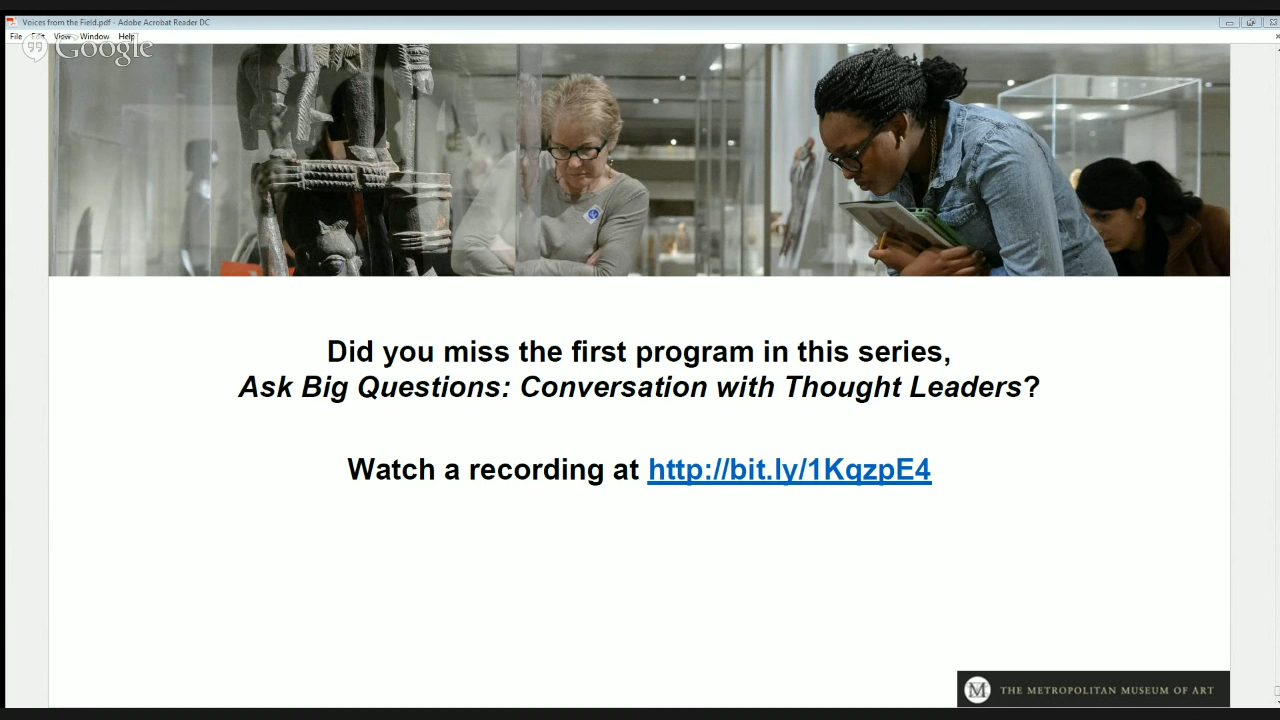 Voices from the Field.pdf - Adobe Acrobat Reader DC
File Edit View Window Help
Google
Did you miss the first program in this series,
Ask Big Questions: Conversation with Thought Leaders?
Watch a recording at http://bit.ly/1KqzpE4
M THE METROPOLITAN MUSEUM OF ART